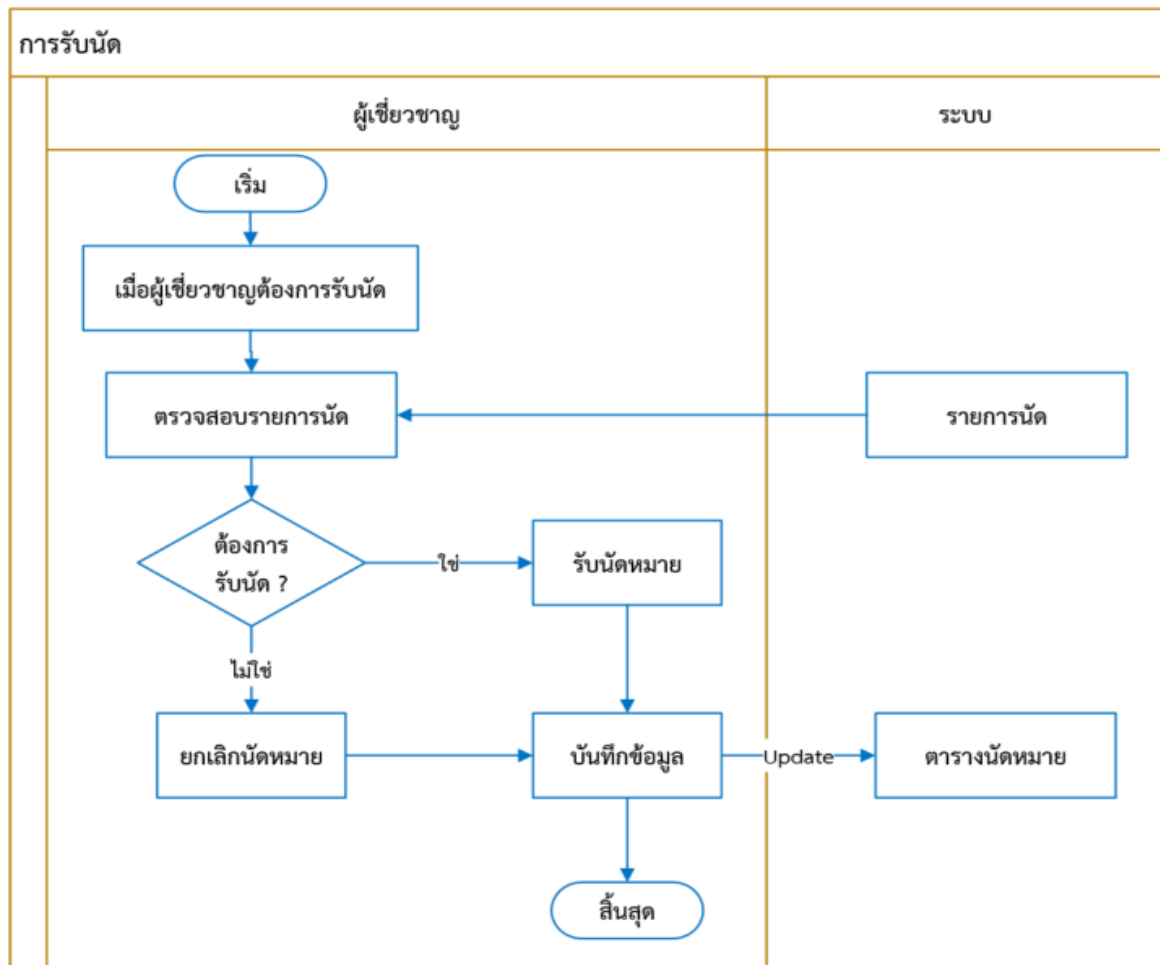 การรับนัด
ผู้เชี่ยวชาญ
ระบบ
เริ่ม
เมื่อผู้เชี่ยวชาญต้องการรับนัด
ตรวจสอบรายการนัด
รายการนัด
ต้องการ
รับนัด ?
ใช่
รับนัดหมาย
ไม่ใช่
ยกเลิกนัดหมาย
บันทึกข้อมูล
Update
ตารางนัดหมาย
สิ้นสุด